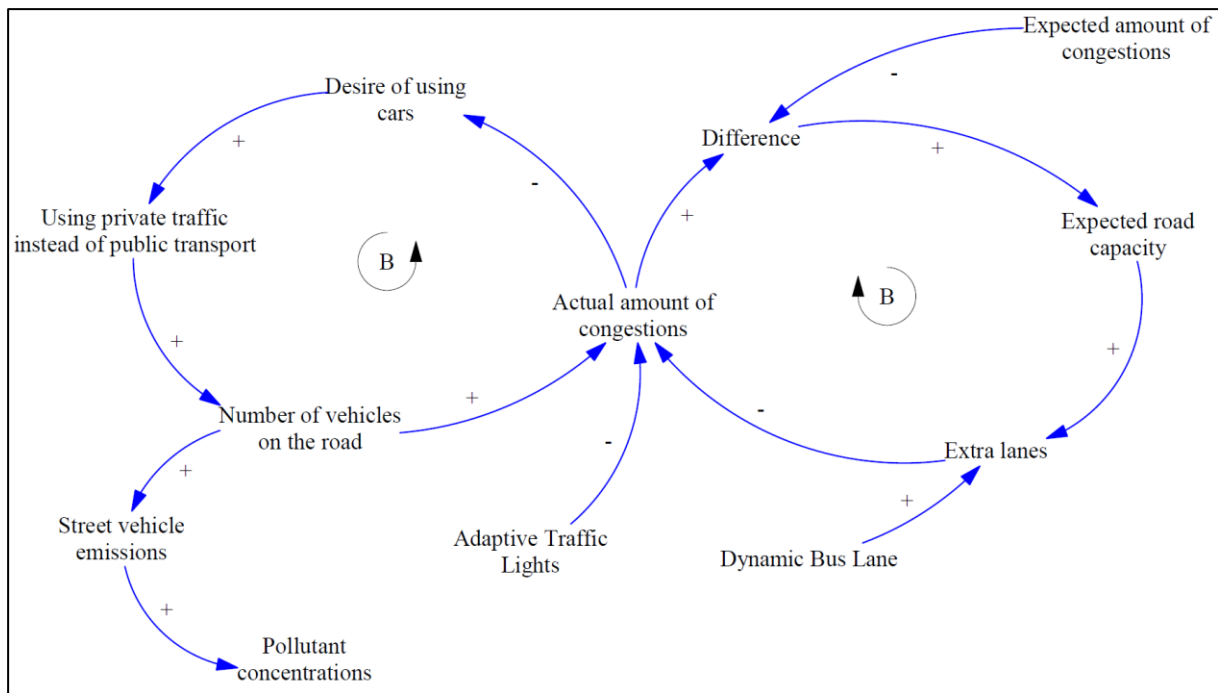 Expected amount of
congestions
-
Desire of using
cars
+
Difference
+
-
+
Using private traffic
instead of public transport
Expected road
capacity
B
B
Actual amount of
congestions
+
+
+
-
-
Number of vehicles
on the road
Extra lanes
+
+
Street vehicle
emissions
Adaptive Traffic
Lights
Dynamic Bus Lane
+
Pollutant
concentrations